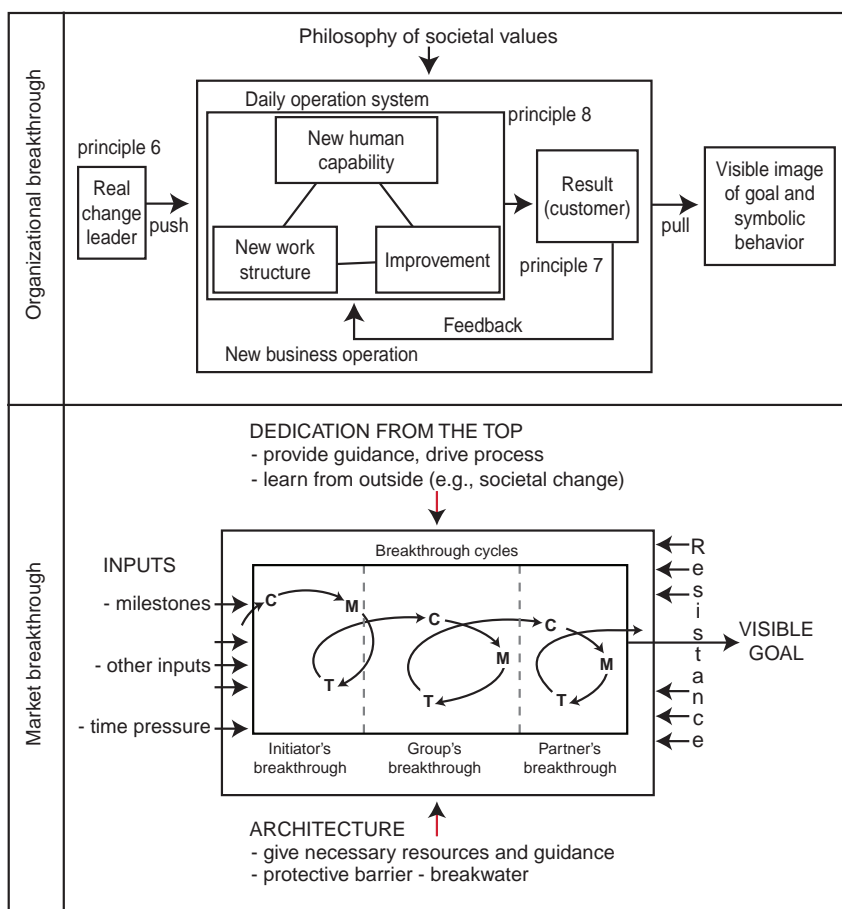 Organizational breakthrough
Philosophy of societal values
Daily operation system
principle 8
New human
capability
principle 6
Real
change
leader
push
New work
structure
Improvement
Result
(customer)
principle 7
pull
Visible image
of goal and
symbolic
behavior
Feedback
New business operation
Market breakthrough
DEDICATION FROM THE TOP
- provide guidance, drive process
- learn from outside (e.g., societal change)
Breakthrough cycles
INPUTS
- milestones
- other inputs
- time pressure
C
M
T
C
M
T
C
M
T
Initiator’s
breakthrough
Group’s
breakthrough
Partner’s
breakthrough
Resistance
VISIBLE
GOAL
ARCHITECTURE
- give necessary resources and guidance
- protective barrier - breakwater